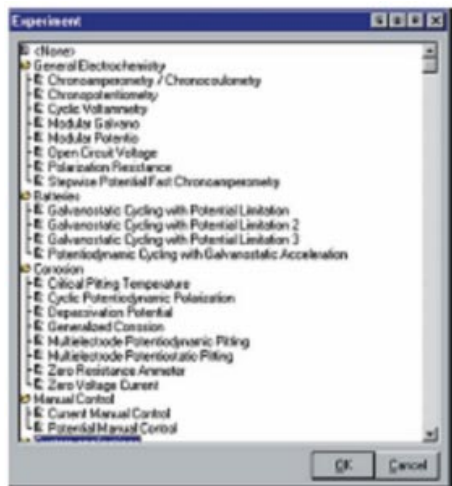 Experiment
<None>
General Electrochemistry
Chronoamperometry / Chronocoulometry
Chronopotentiometry
Cyclic Voltammetry
Modular Galvano
Modular Potentio
Open Circuit Voltage
Polarization Resistance
Stepwise Potential Fast Chronoamperometry
Batteries
Galvanostatic Cycling with Potential Limitation
Galvanostatic Cycling with Potential Limitation 2
Galvanostatic Cycling with Potential Limitation 3
Potentiodynamic Cycling with Galvanostatic Acceleration
Corrosion
Critical Pitting Temperature
Cyclic Potentiodynamic Polarization
Depassivation Potential
Generalized Corrosion
Multielectrode Potentiodynamic Pitting
Multielectrode Potentiostatic Pitting
Zero Resistance Ammeter
Zero Voltage Current
Manual Control
Current Manual Control
Potential Manual Control
OK Cancel